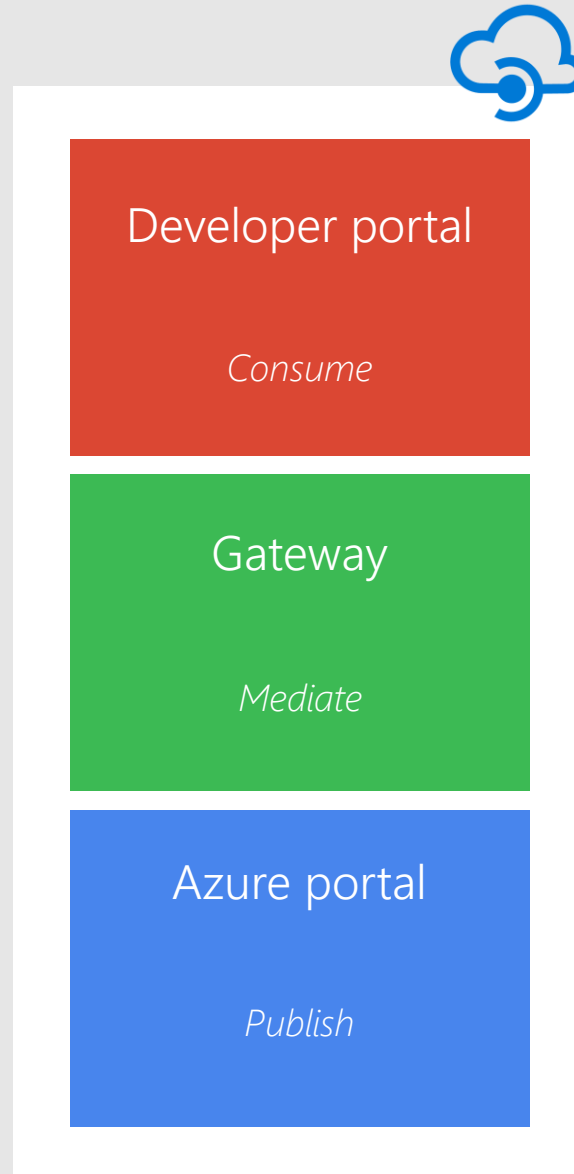 Developer portal
Consume
Gateway
Mediate
Azure portal
Publish